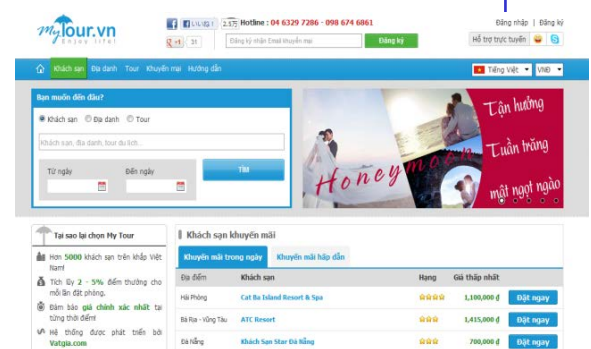 Mytour.vn
Enjoy life!
いいね! 2.1万 Hotline : 04 6329 7286 - 098 674 6861
Đăng nhập | Đăng ký
+1 31 Đăng ký nhận Email khuyến mại Đăng ký
Hỗ trợ trực tuyến
Khách sạn Địa danh Tour Khuyến mại Hướng dẫn
Tiếng Việt VNĐ
Bạn muốn đến đâu?
Khách sạn Địa danh Tour
Khách sạn, địa danh, tour du lịch...
Từ ngày Đến ngày TÌM
Honeymoon
Tận hưởng
Tuần trăng
mật ngọt ngào
Tại sao lại chọn My Tour
Hơn 5000 khách sạn trên khắp Việt Nam!
Tích lũy 2 - 5% điểm thưởng cho mỗi lần đặt phòng.
Đảm bảo giá chính xác nhất tại từng thời điểm!
Hệ thống được phát triển bởi Vatgia.com
Khách sạn khuyến mãi
Khuyến mãi trong ngày Khuyến mãi hấp dẫn
Địa điểm Khách sạn Hạng Giá thấp nhất
Hải Phòng Cat Ba Island Resort & Spa 1,100,000 đ Đặt ngay
Bà Rịa - Vũng Tàu ATC Resort 1,415,000 đ Đặt ngay
Đà Nẵng Khách Sạn Star Đà Nẵng 700,000 đ Đặt ngay